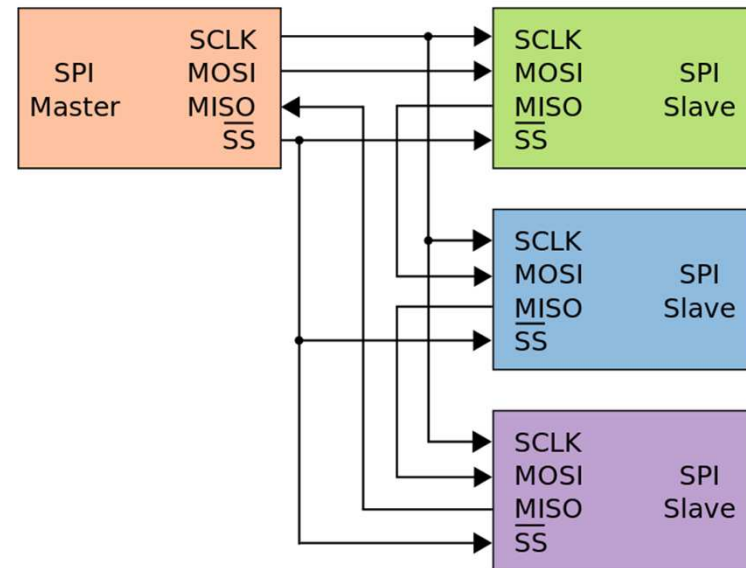 SCLK
SPI MOSI
Master MISO
SS
SCLK
MOSI SPI
MISO Slave
SS
SCLK
MOSI SPI
MISO Slave
SS
SCLK
MOSI SPI
MISO Slave
SS